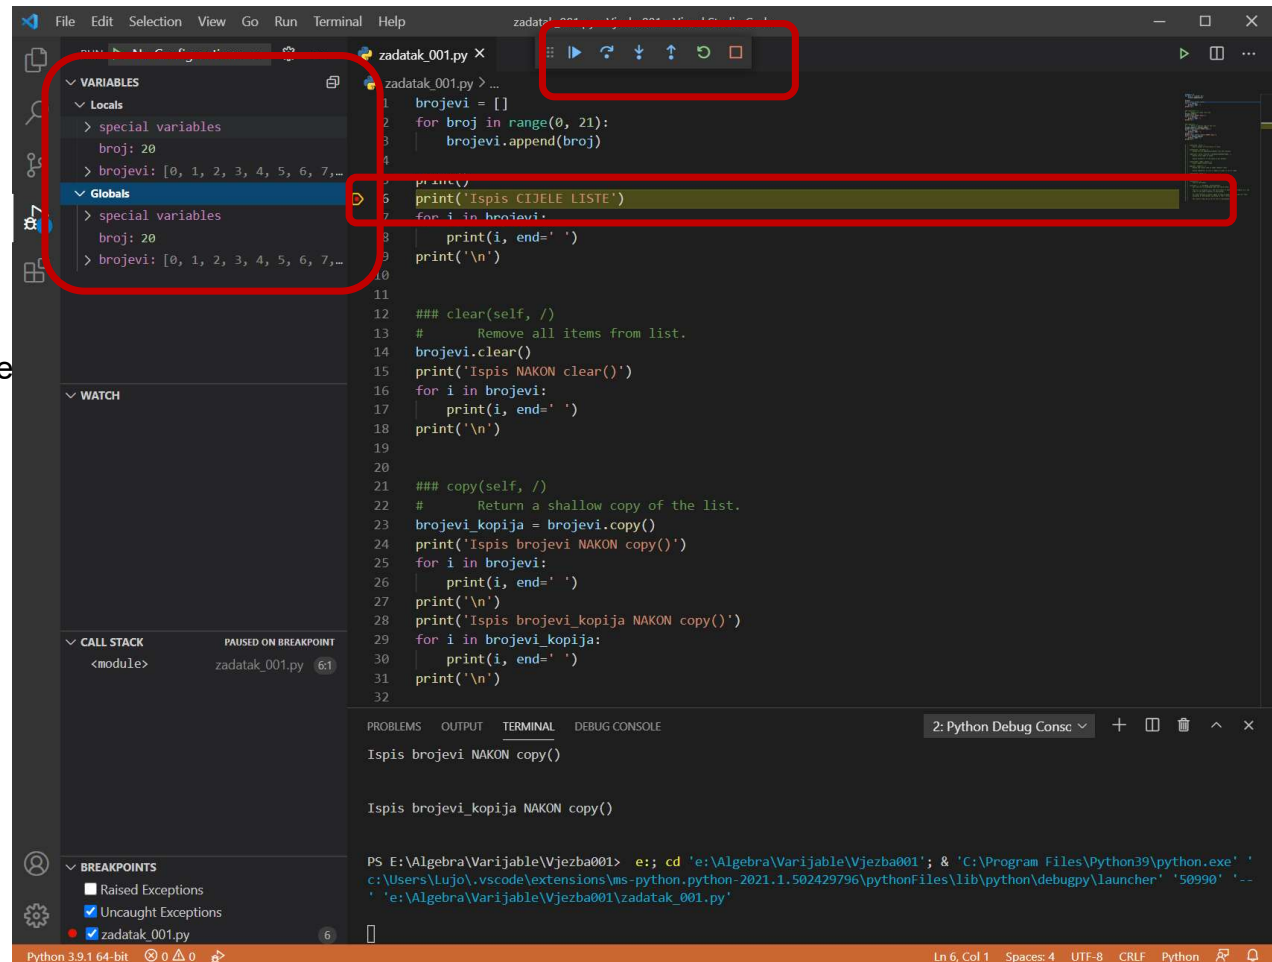 File Edit Selection View Go Run Terminal Help
zadatak_001.py
VARIABLES
Locals
special variables
broj: 20
brojevi: [0, 1, 2, 3, 4, 5, 6, 7,…
Globals
special variables
broj: 20
brojevi: [0, 1, 2, 3, 4, 5, 6, 7,…
e
WATCH
CALL STACK PAUSED ON BREAKPOINT
<module> zadatak_001.py 6:1
BREAKPOINTS
Raised Exceptions
Uncaught Exceptions
zadatak_001.py 6
zadatak_001.py > ...
1 brojevi = []
2 for broj in range(0, 21):
3 brojevi.append(broj)
4
print()
6 print('Ispis CIJELE LISTE')
7 for i in brojevi:
8 print(i, end=' ')
9 print('\n')
10
11
12 ### clear(self, /)
13 # Remove all items from list.
14 brojevi.clear()
15 print('Ispis NAKON clear()')
16 for i in brojevi:
17 print(i, end=' ')
18 print('\n')
19
20
21 ### copy(self, /)
22 # Return a shallow copy of the list.
23 brojevi_kopija = brojevi.copy()
24 print('Ispis brojevi NAKON copy()')
25 for i in brojevi:
26 print(i, end=' ')
27 print('\n')
28 print('Ispis brojevi_kopija NAKON copy()')
29 for i in brojevi_kopija:
30 print(i, end=' ')
31 print('\n')
32
PROBLEMS OUTPUT TERMINAL DEBUG CONSOLE 2: Python Debug Consc
Ispis brojevi NAKON copy()
Ispis brojevi_kopija NAKON copy()
PS E:\Algebra\Varijable\Vjezba001> e:; cd 'e:\Algebra\Varijable\Vjezba001'; & 'C:\Program Files\Python39\python.exe' '
c:\Users\Lujo\.vscode\extensions\ms-python.python-2021.1.502429796\pythonFiles\lib\python\debugpy\launcher' '50990' '--
' 'e:\Algebra\Varijable\Vjezba001\zadatak_001.py'
Python 3.9.1 64-bit 0 0 Ln 6, Col 1 Spaces: 4 UTF-8 CRLF Python